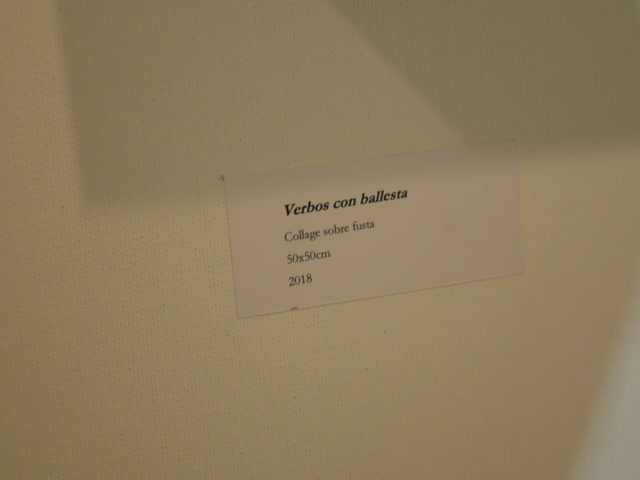 Verbos con ballesta
Collage sobre fusta
50x50cm
2018